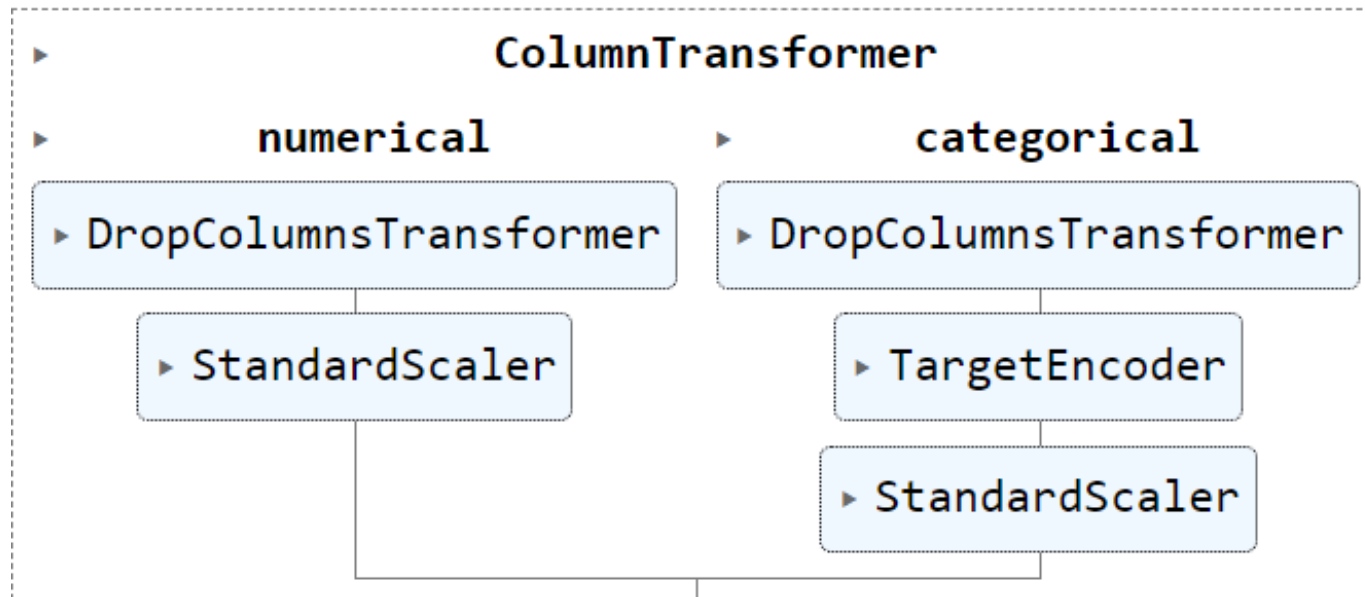 ColumnTransformer
numerical
categorical
DropColumnsTransformer
DropColumnsTransformer
StandardScaler
TargetEncoder
StandardScaler